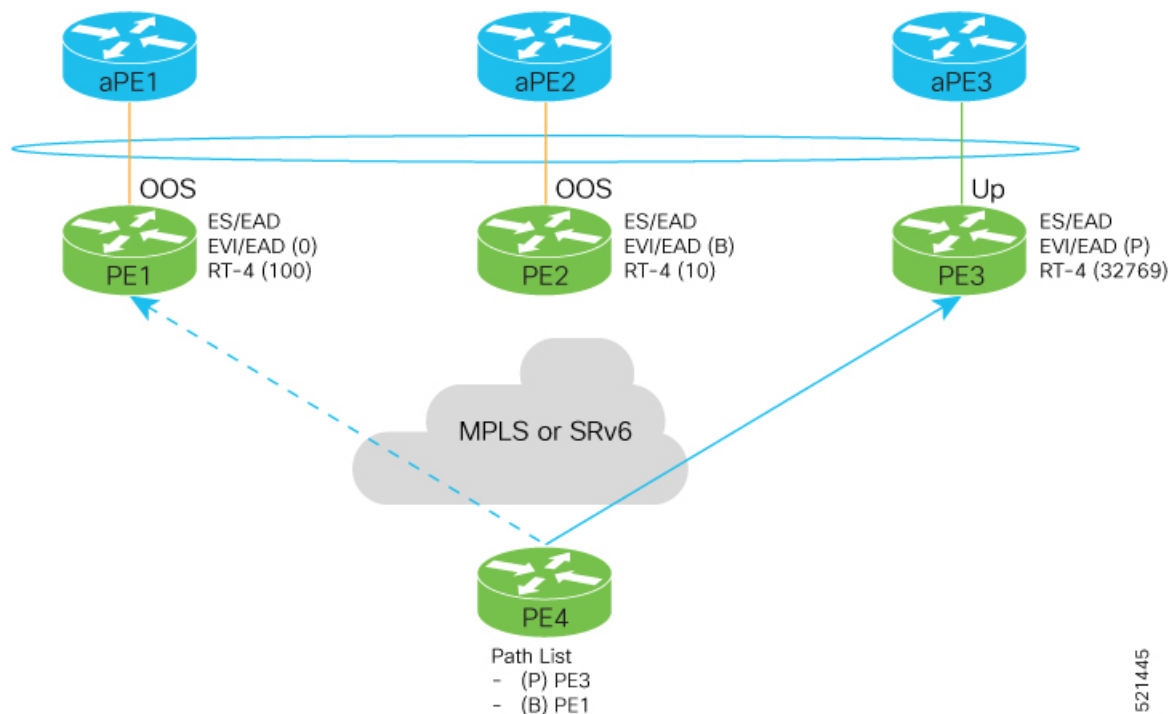 aPE1
aPE2
aPE3
OOS
OOS
Up
ES/EAD
EVI/EAD (0)
RT-4 (100)
PE1
ES/EAD
EVI/EAD (B)
RT-4 (10)
PE2
ES/EAD
EVI/EAD (P)
RT-4 (32769)
PE3
MPLS or SRv6
PE4
Path List
- (P) PE3
- (B) PE1
521445